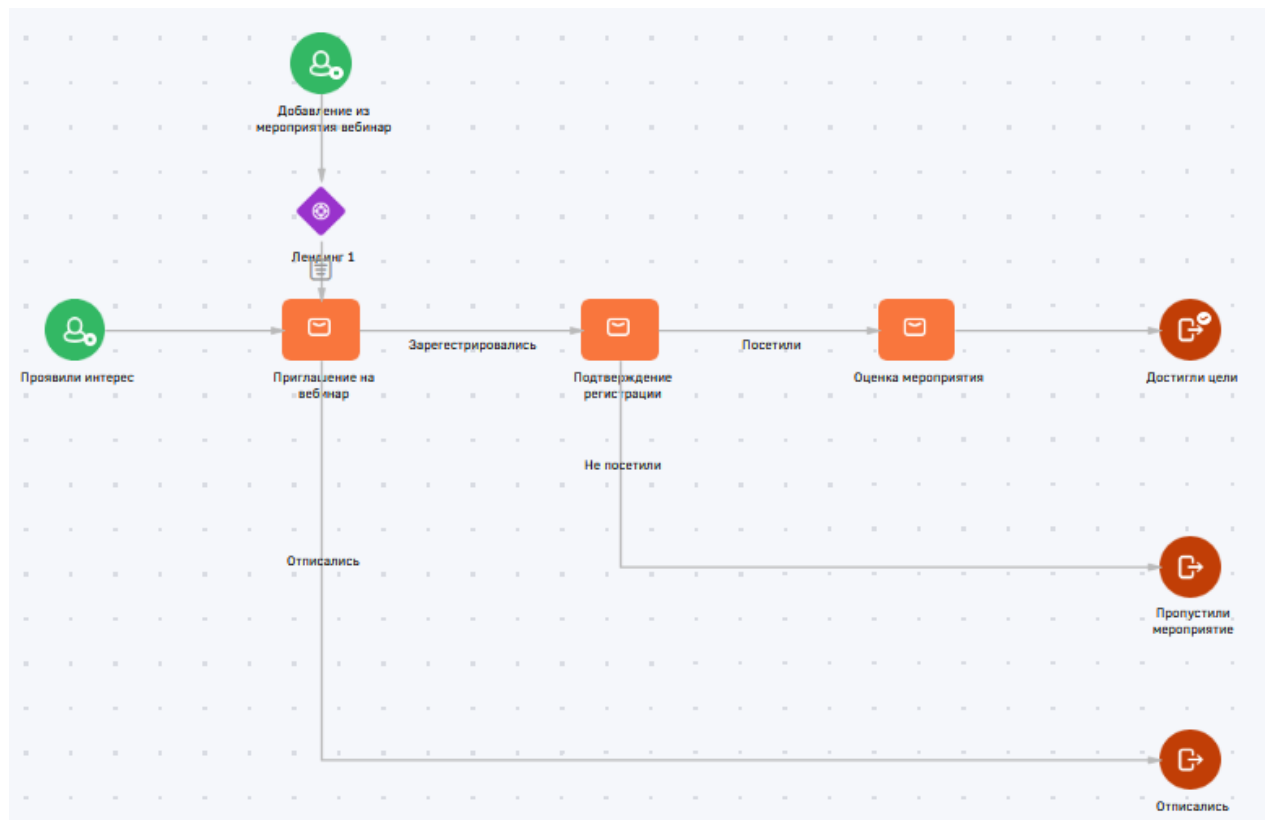 Добавление из
мероприятия вебинар
Лендинг 1
Зарегестрировались
Посетили
Проявили интерес
Приглашение на
вебинар
Подтверждение
регистрации
Оценка мероприятия
Достигли цели
Не посетили
Отписались
Пропустили
мероприятие
Отписались